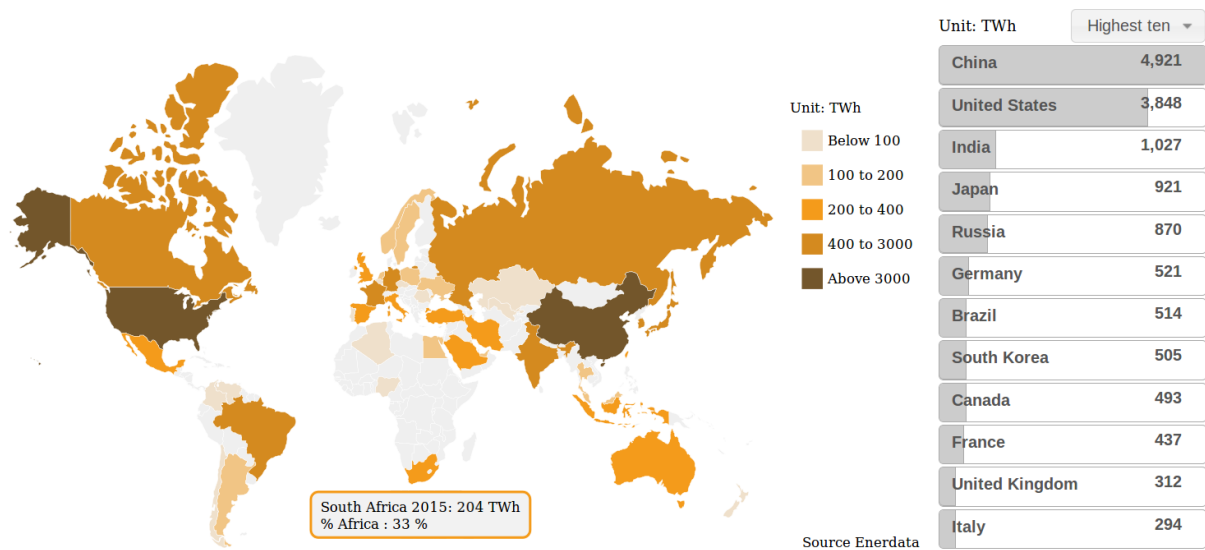 Unit: TWh
Below 100
100 to 200
200 to 400
400 to 3000
Above 3000
South Africa 2015: 204 TWh
% Africa : 33 %
Source Enerdata
Unit: TWh
Highest ten
China 4,921
United States 3,848
India 1,027
Japan 921
Russia 870
Germany 521
Brazil 514
South Korea 505
Canada 493
France 437
United Kingdom 312
Italy 294